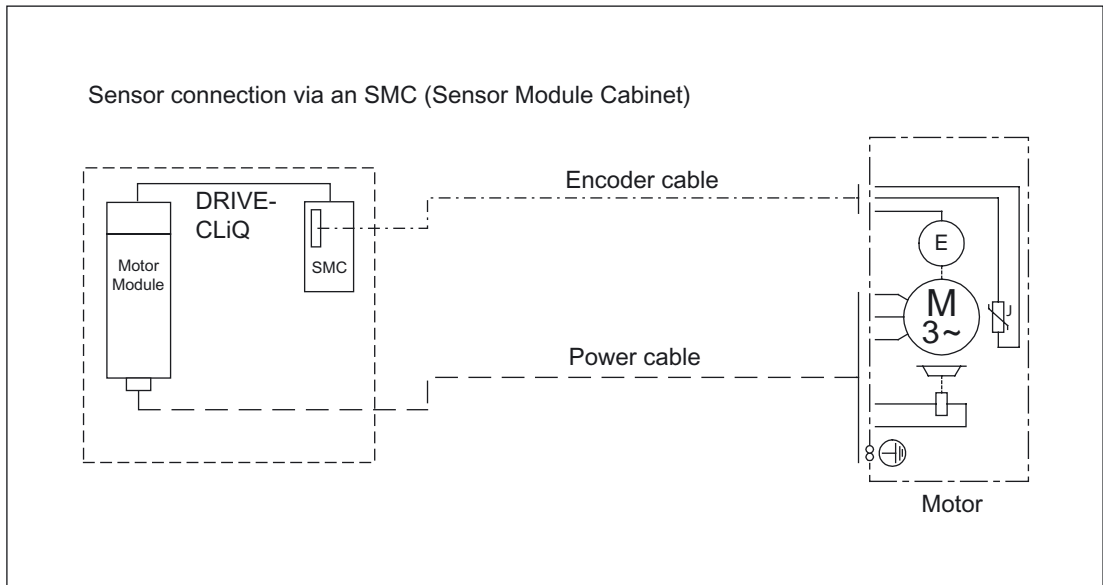 Sensor connection via an SMC (Sensor Module Cabinet)
DRIVE-
CLiQ
Motor
Module
SMC
Encoder cable
Power cable
E
M
3~
J
Motor